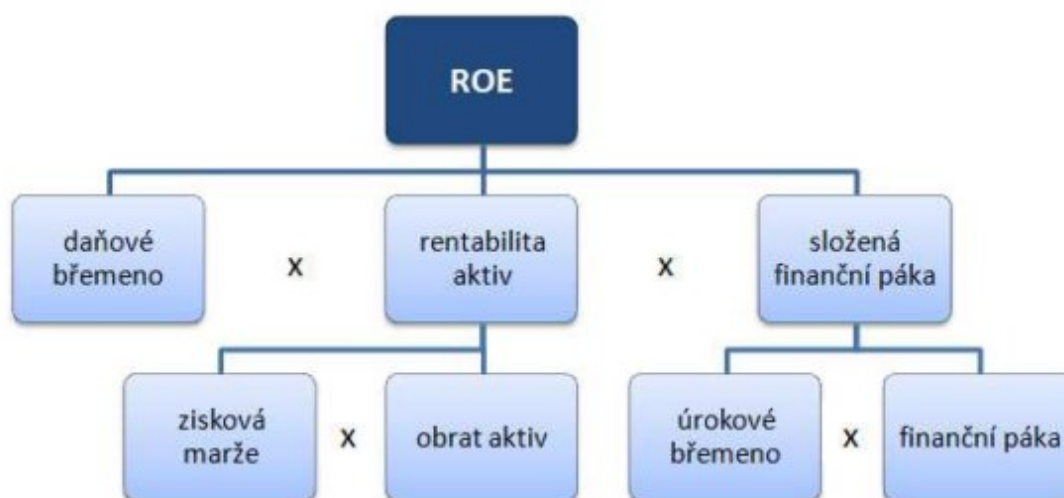 ROE
daňové
břemeno
x
rentabilita
aktiv
x
složená
finanční páka
zisková
marže
x
obrat aktiv
úrokové
břemeno
x
finanční páka